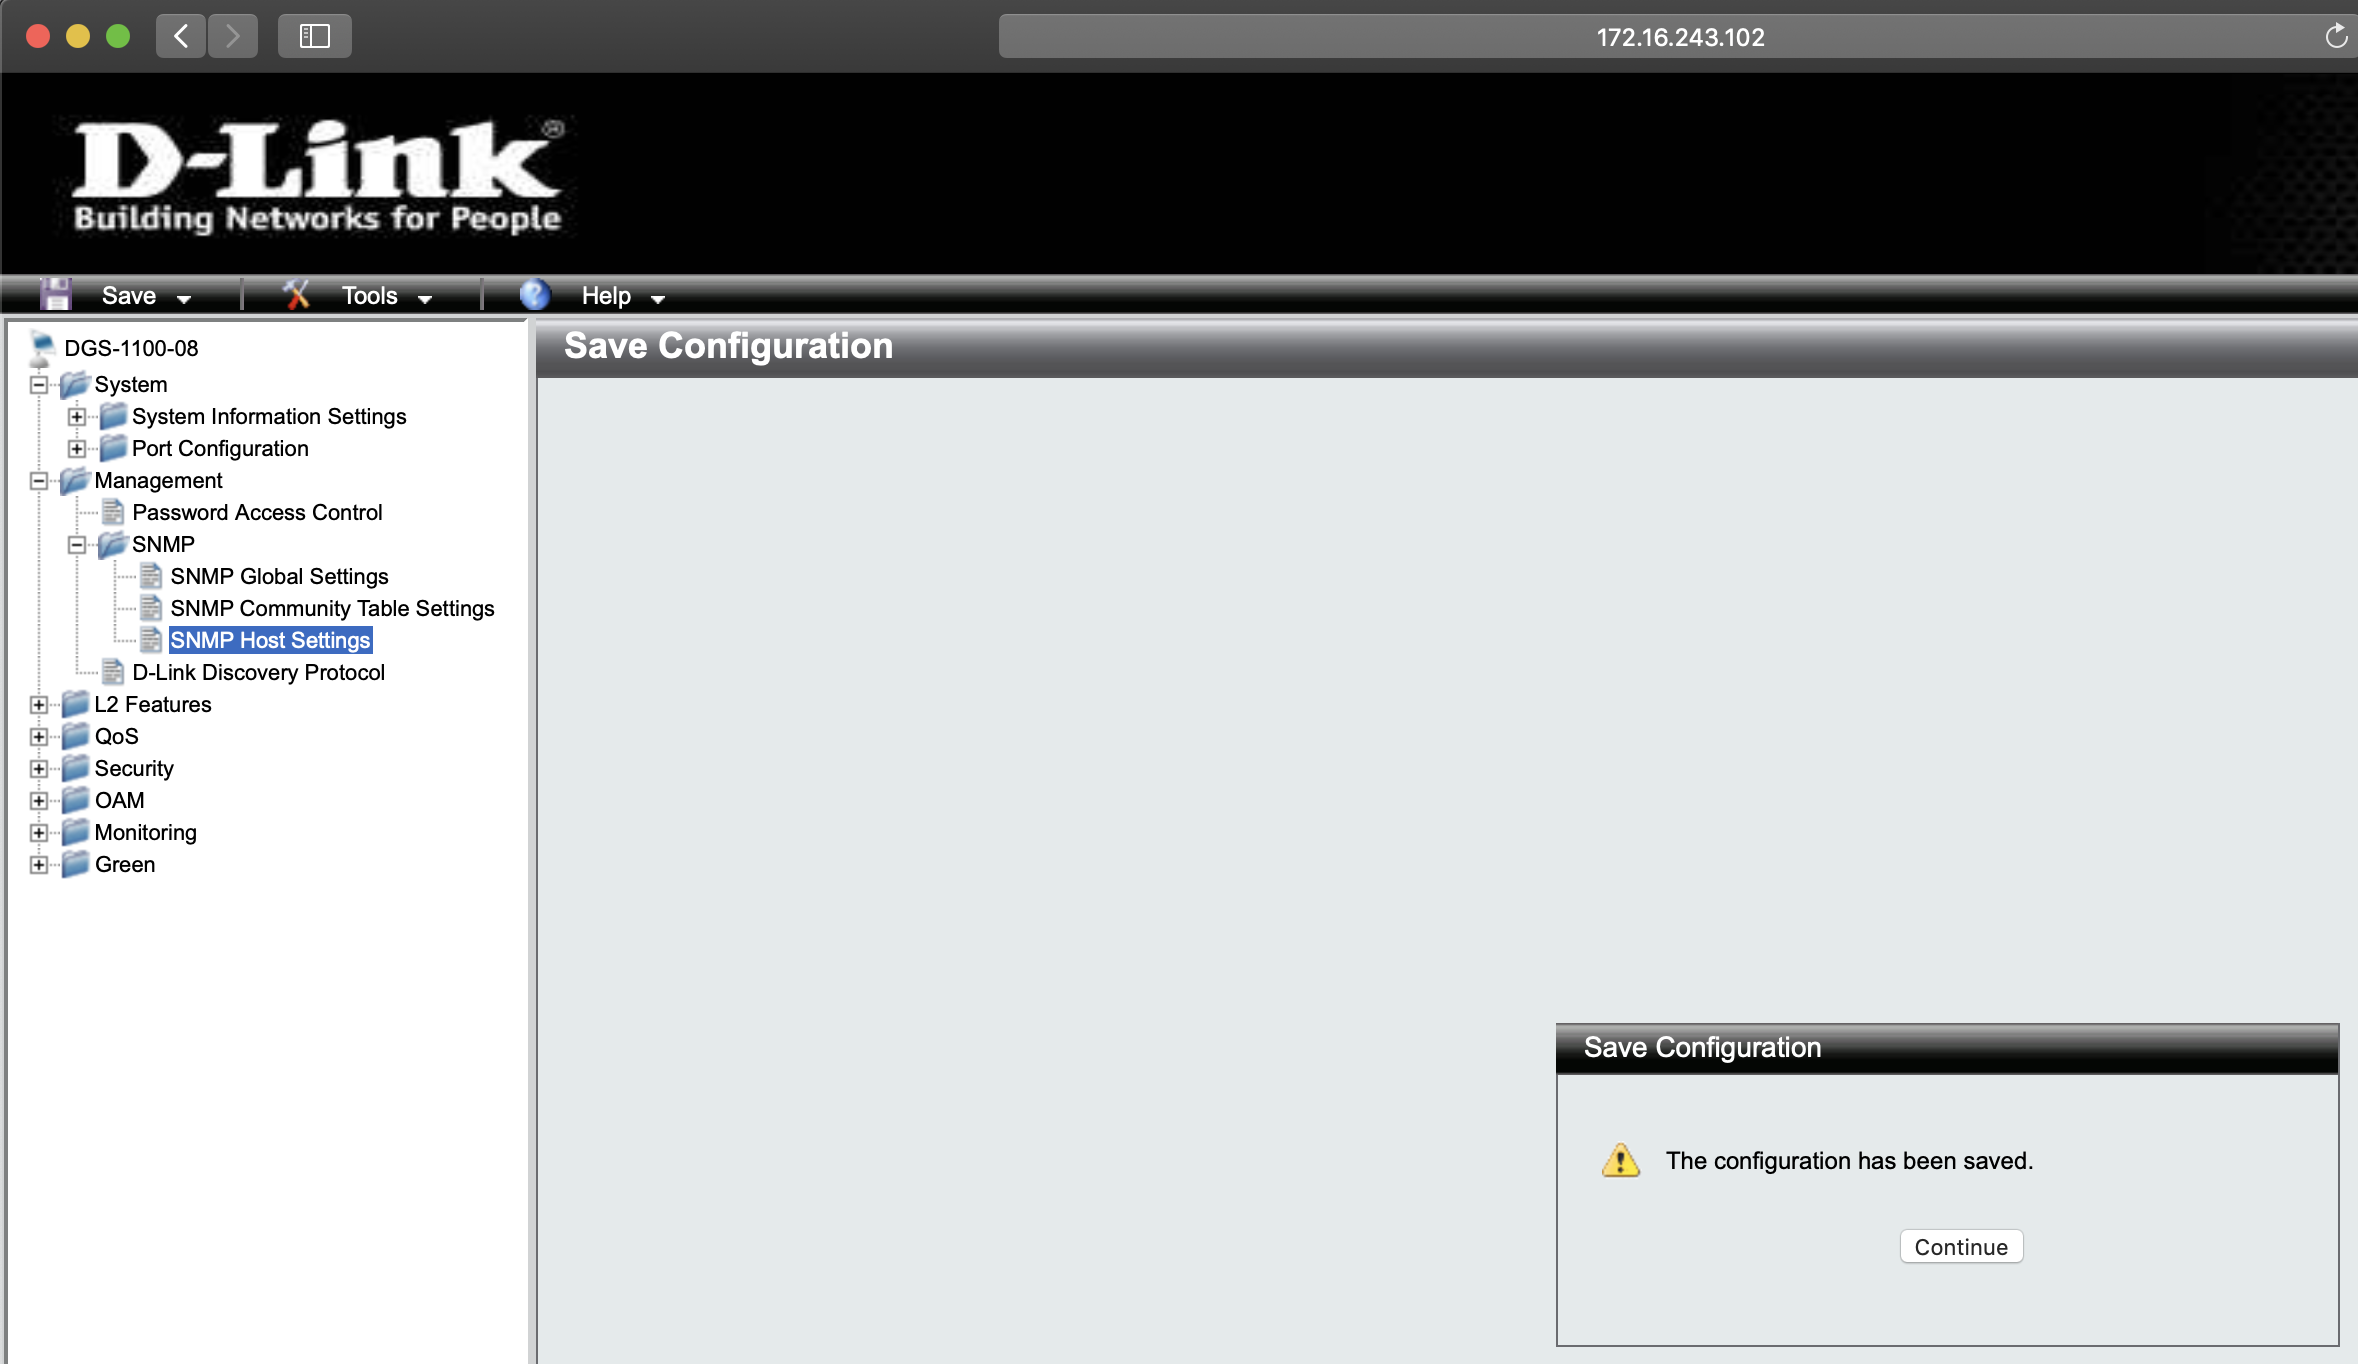 172.16.243.102
D-Link®
Building Networks for People
Save Tools Help
DGS-1100-08
System
System Information Settings
Port Configuration
Management
Password Access Control
SNMP
SNMP Global Settings
SNMP Community Table Settings
SNMP Host Settings
D-Link Discovery Protocol
L2 Features
QoS
Security
OAM
Monitoring
Green
Save Configuration
Save Configuration
The configuration has been saved.
Continue